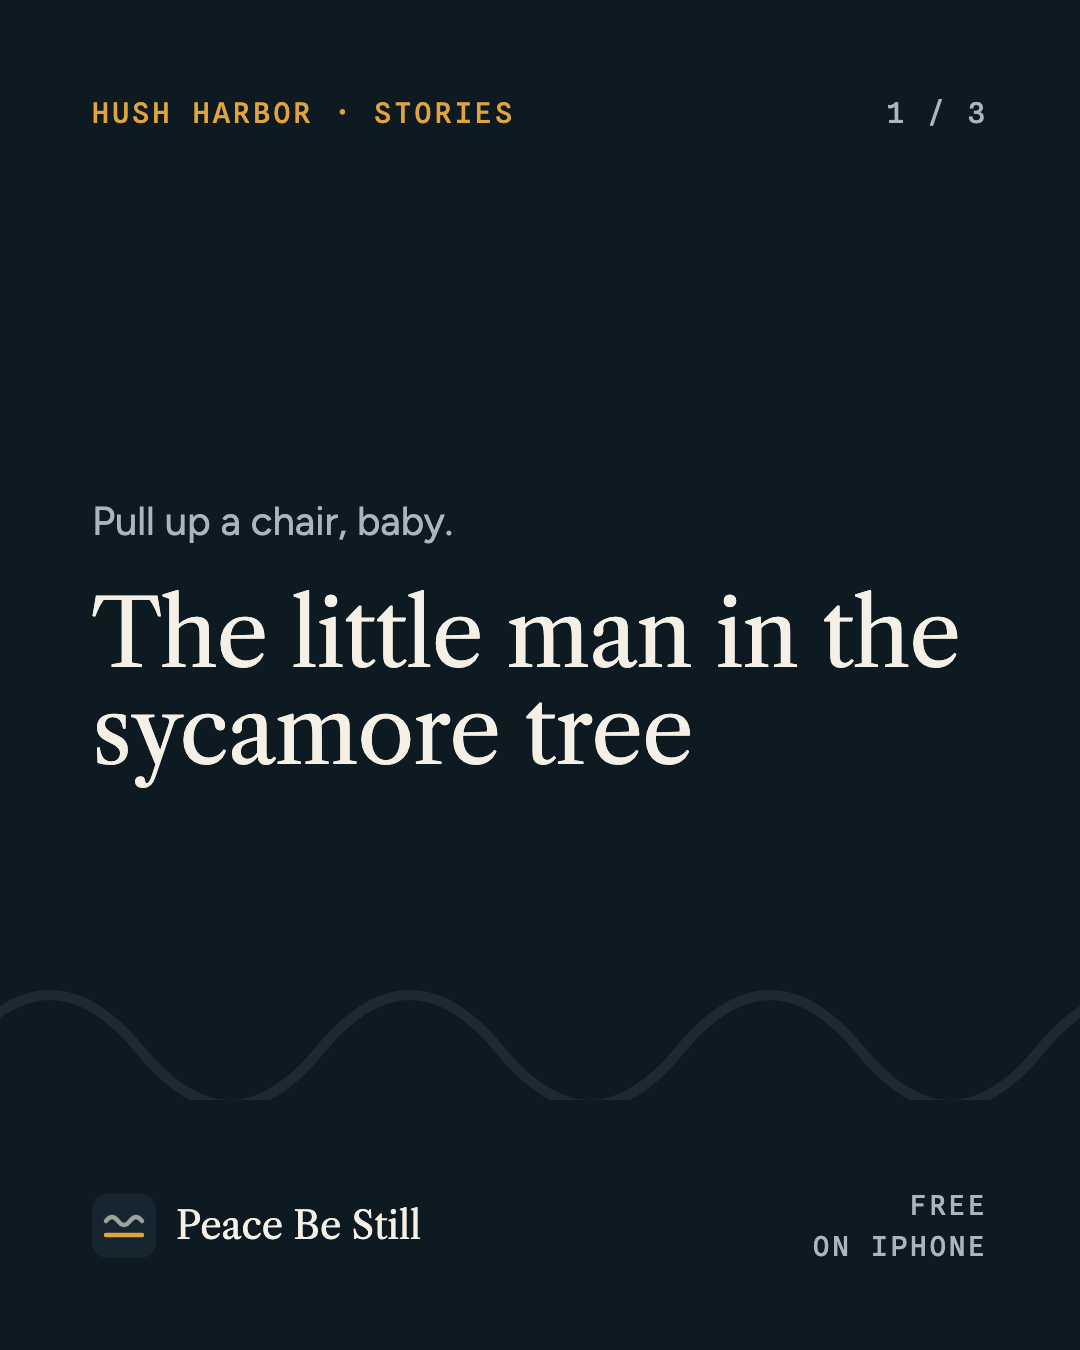 HUSH HARBOR · STORIES
1 / 3
Pull up a chair, baby.
The little man in the
sycamore tree
Peace Be Still
FREE
ON IPHONE